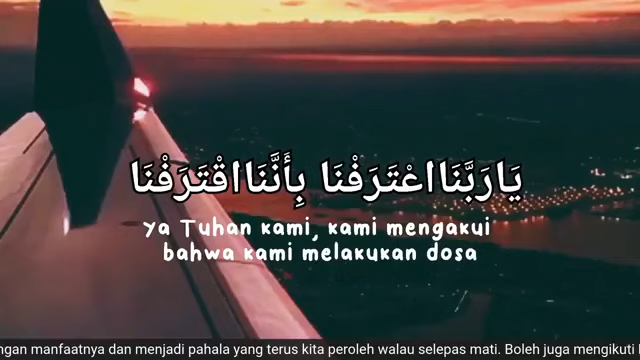 يَارَبَّنَااعْتَرَفْنَا بِأَنَّنَااقْتَرَفْنَا
ya Tuhan kami, kami mengakui
bahwa kami melakukan dosa
ngan manfaatnya dan menjadi pahala yang terus kita peroleh walau selepas mati. Boleh juga mengikuti